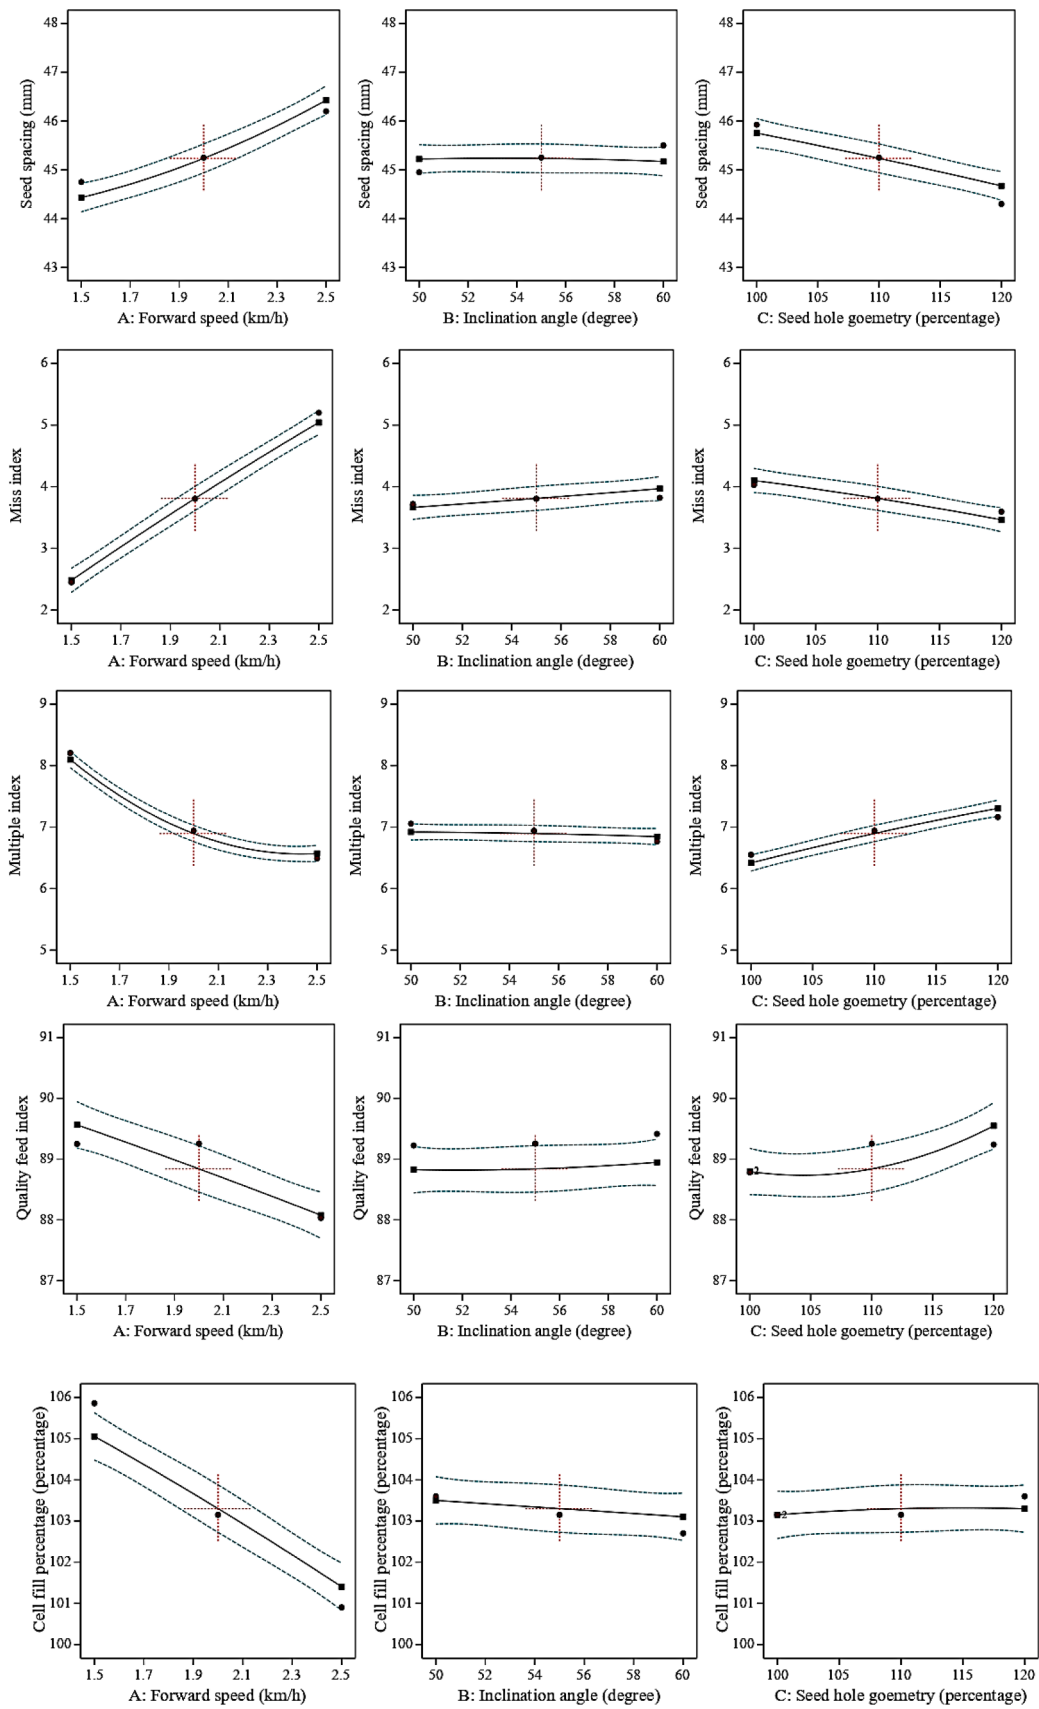 48 48 48
47 47 47
46 46 46
45 45 45
44 44 44
43 43 43
Seed spacing (mm) Seed spacing (mm) Seed spacing (mm)
1.5 1.7 1.9 2.1 2.3 2.5 50 52 54 56 58 60 100 105 110 115 120
A: Forward speed (km/h) B: Inclination angle (degree) C: Seed hole goemetry (percentage)
6 6 6
5 5 5
4 4 4
3 3 3
2 2 2
Miss index Miss index Miss index
1.5 1.7 1.9 2.1 2.3 2.5 50 52 54 56 58 60 100 105 110 115 120
A: Forward speed (km/h) B: Inclination angle (degree) C: Seed hole goemetry (percentage)
9 9 9
8 8 8
7 7 7
6 6 6
5 5 5
Multiple index Multiple index Multiple index
1.5 1.7 1.9 2.1 2.3 2.5 50 52 54 56 58 60 100 105 110 115 120
A: Forward speed (km/h) B: Inclination angle (degree) C: Seed hole goemetry (percentage)
91 91 91
90 90 90
89 89 89
2
88 88 88
87 87 87
Quality feed index Quality feed index Quality feed index
1.5 1.7 1.9 2.1 2.3 2.5 50 52 54 56 58 60 100 105 110 115 120
A: Forward speed (km/h) B: Inclination angle (degree) C: Seed hole goemetry (percentage)
106 106 106
105 105 105
104 104 104
103 103 103 2
102 102 102
101 101 101
100 100 100
Cell fill percentage (percentage) Cell fill percentage (percentage) Cell fill percentage (percentage)
1.5 1.7 1.9 2.1 2.3 2.5 50 52 54 56 58 60 100 105 110 115 120
A: Forward speed (km/h) B: Inclination angle (degree) C: Seed hole goemetry (percentage)